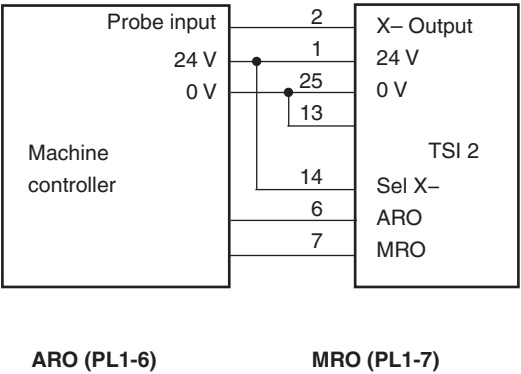 Probe input 2 X– Output
24 V 1 24 V
0 V 25 0 V
13
Machine
controller
TSI 2
14 Sel X–
6 ARO
7 MRO
ARO (PL1-6) MRO (PL1-7)